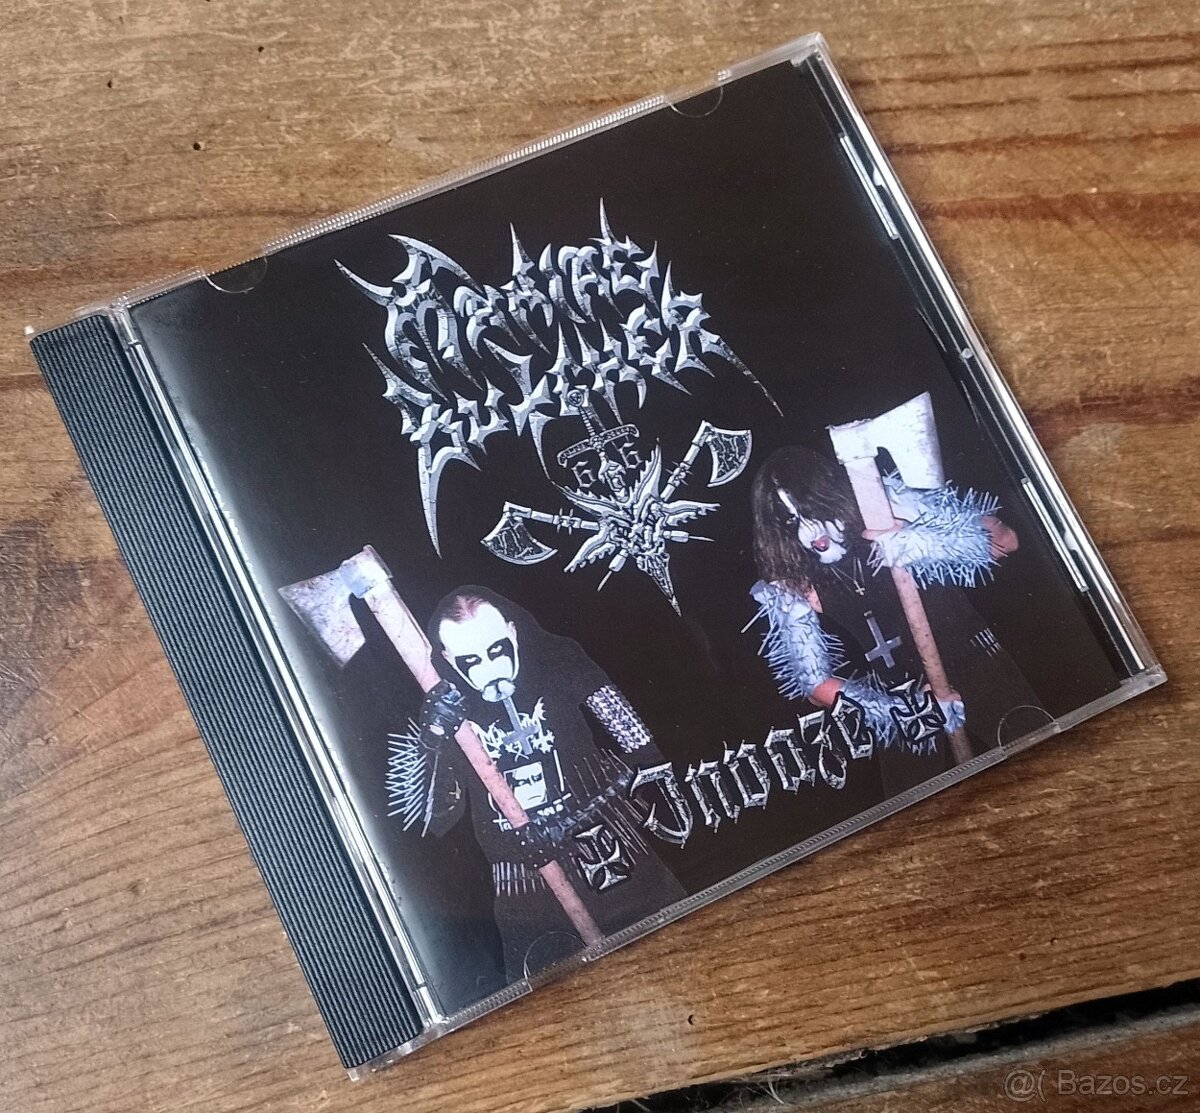 Maniac
Butcher
666
Invaze
@( Bazos.cz